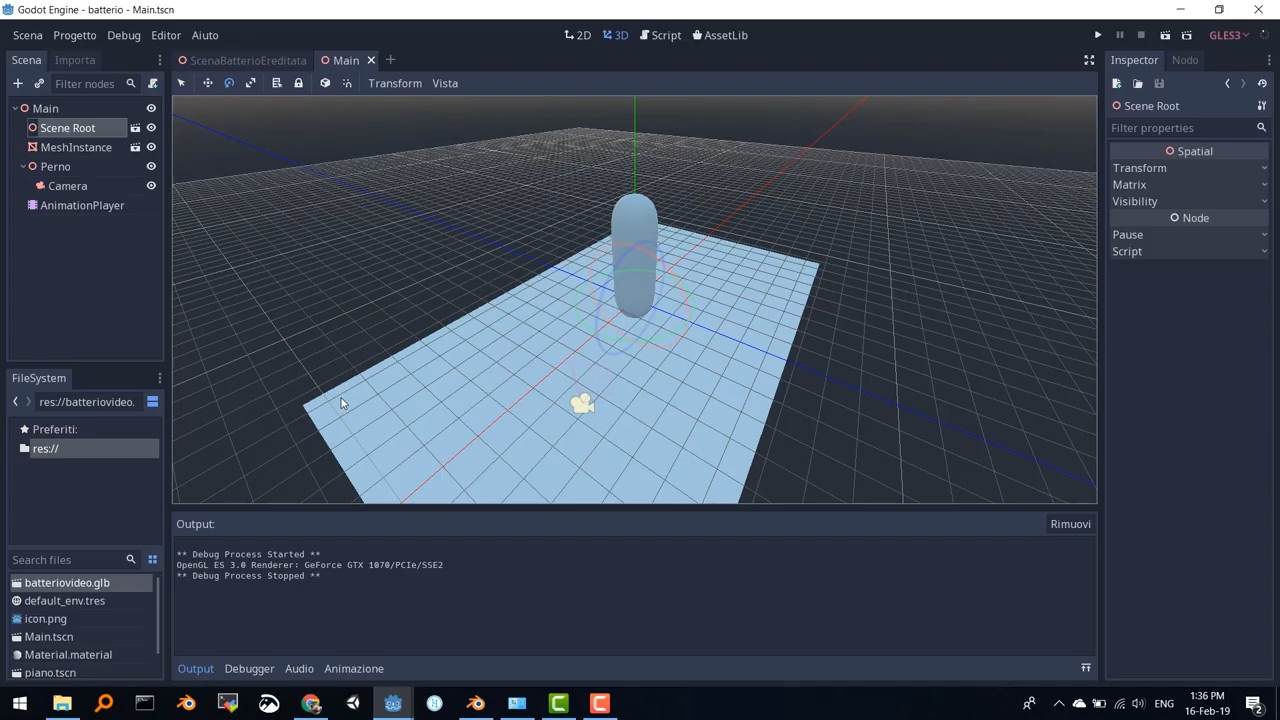 Godot Engine - batterio - Main.tscn
Scena Progetto Debug Editor Aiuto
2D 3D Script AssetLib
GLES3
Scena Importa
Filter nodes
Main
Scene Root
MeshInstance
Perno
Camera
AnimationPlayer
FileSystem
res://batteriovideo.
Preferiti:
res://
Search files
batteriovideo.glb
default_env.tres
icon.png
Main.tscn
Material.material
piano.tscn
ScenaBatterioEreditata Main
Transform Vista
Output:
Rimuovi
** Debug Process Started **
OpenGL ES 3.0 Renderer: GeForce GTX 1070/PCIe/SSE2
** Debug Process Stopped **
Output Debugger Audio Animazione
Inspector Nodo
Scene Root
Filter properties
Spatial
Transform
Matrix
Visibility
Node
Pause
Script
ENG
1:36 PM
16-Feb-19
2